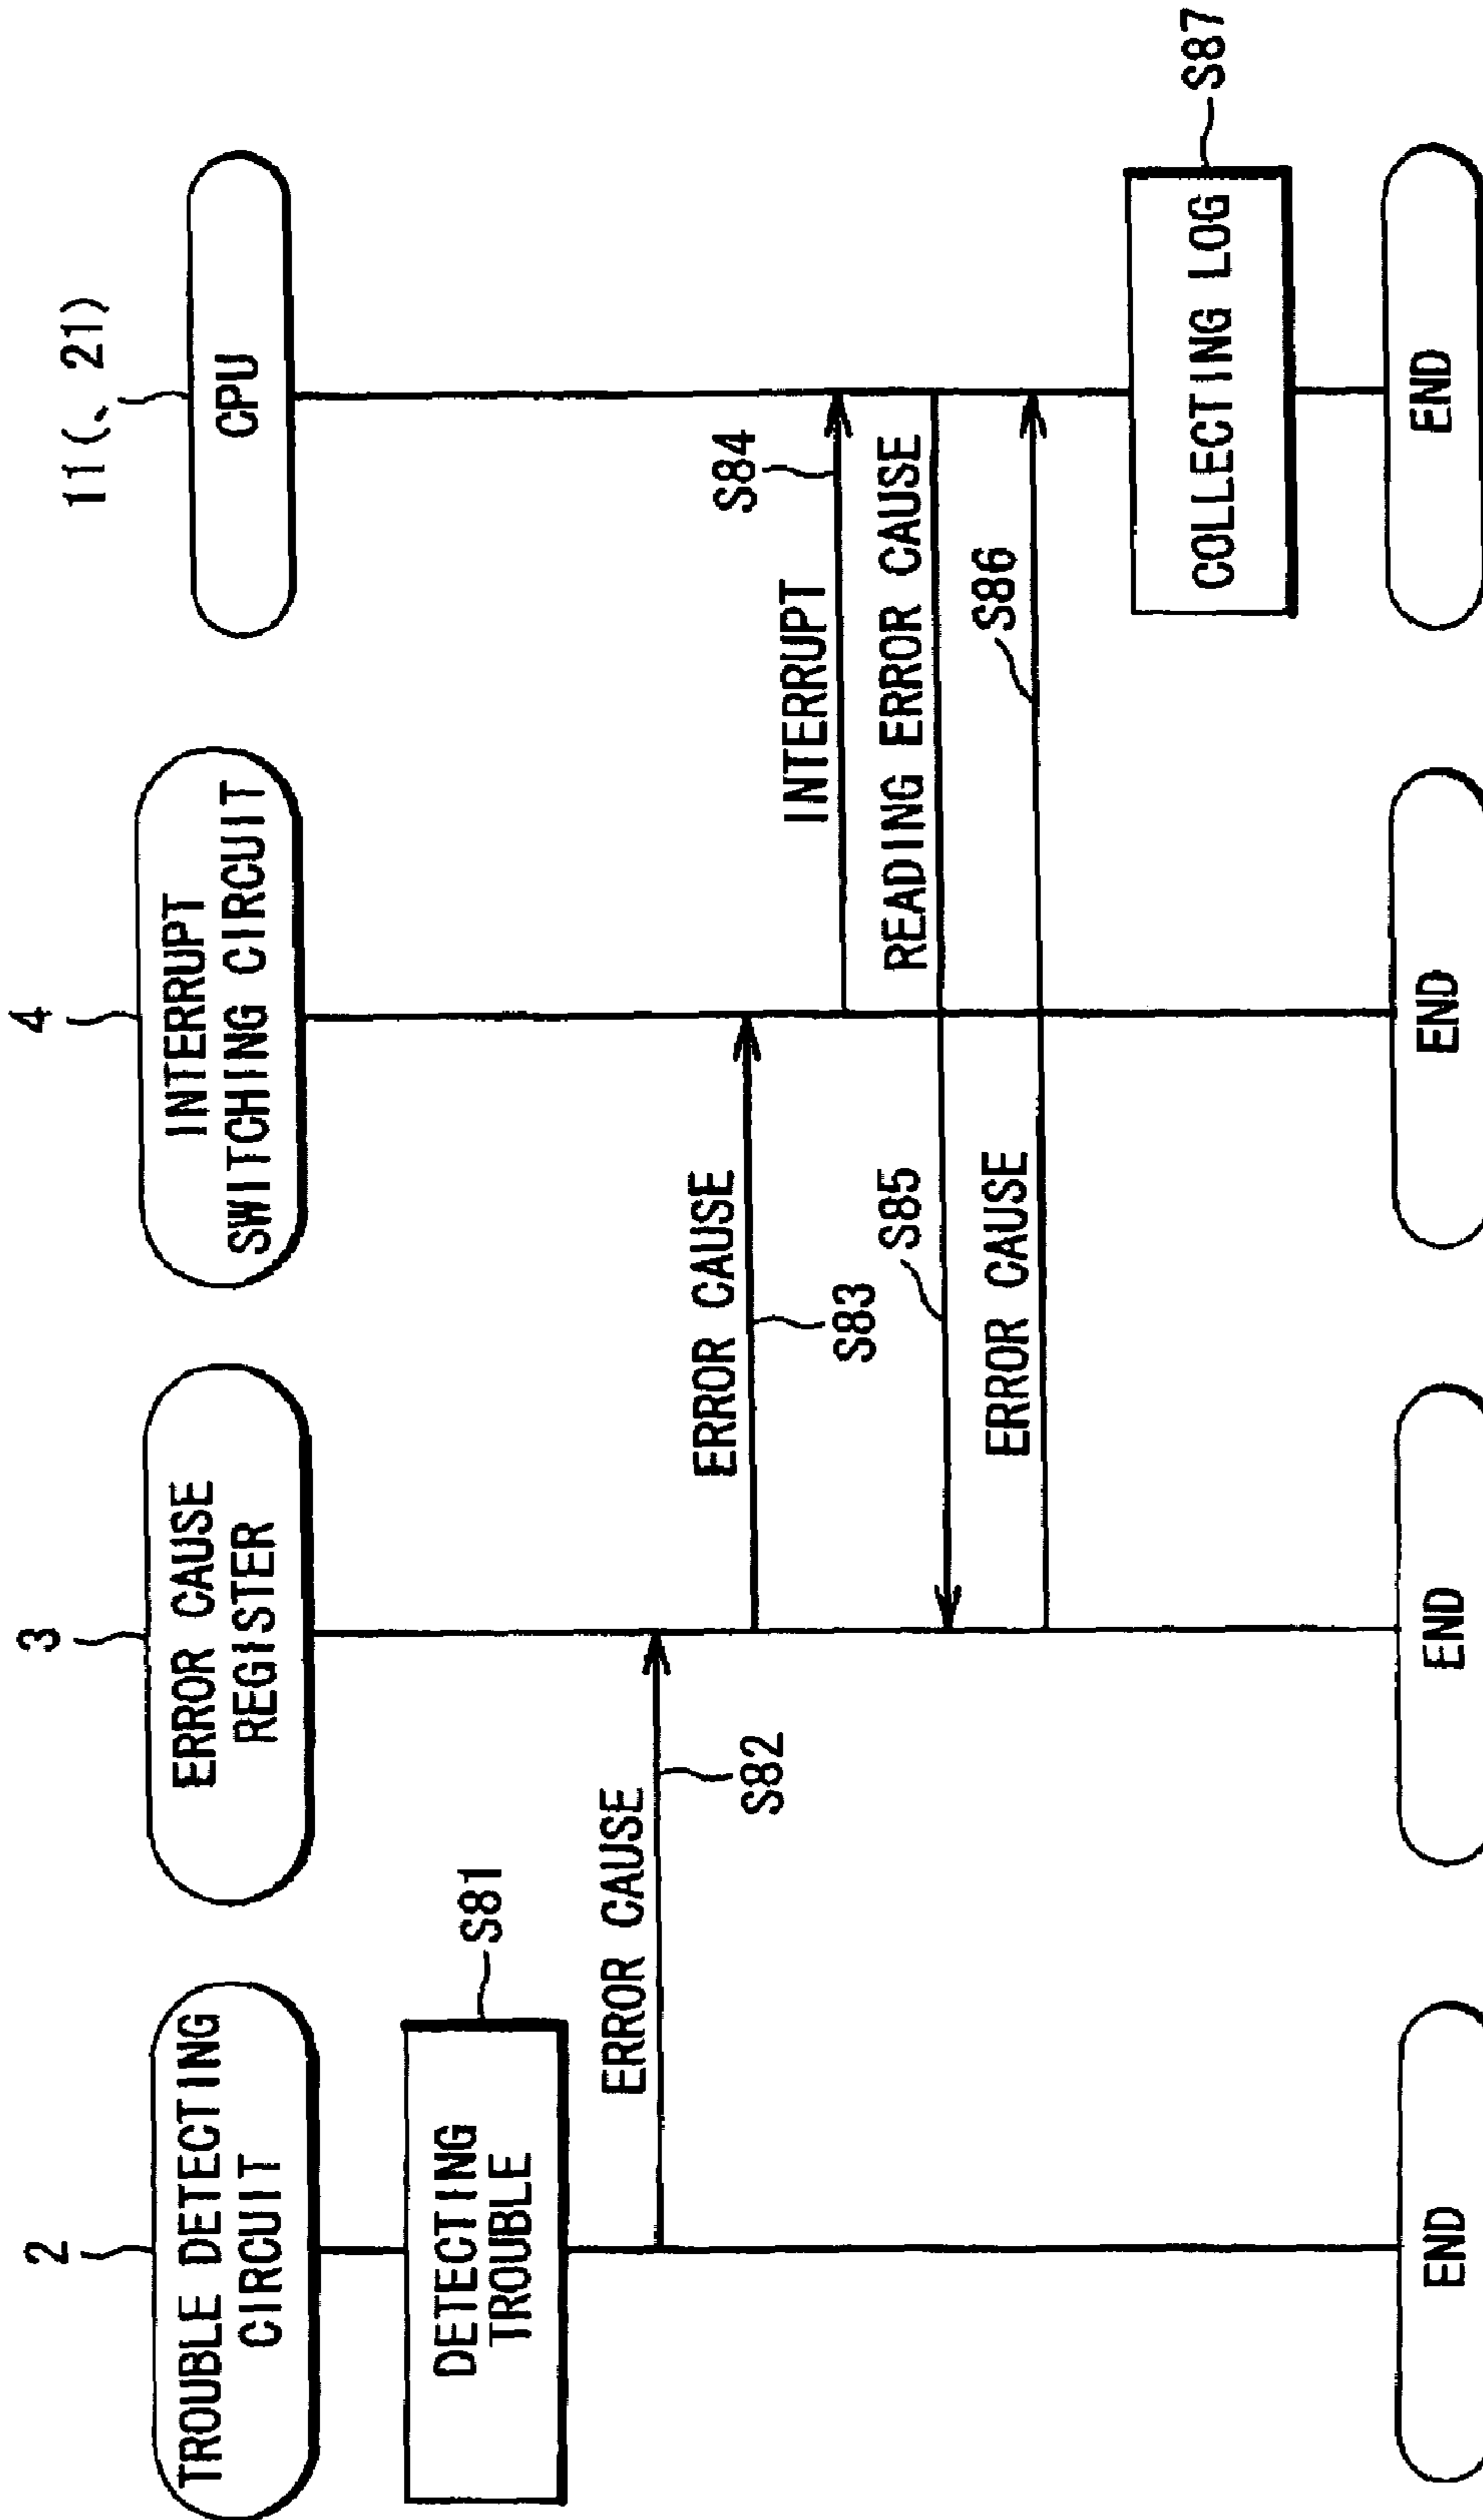 2
TROUBLE DETECTING
CIRCUIT
3
ERROR CAUSE
REGISTER
4
INTERRUPT
SWITCHING CIRCUIT
11(、21)
CPU
DETECTING
TROUBLE
S81
ERROR CAUSE
S82
ERROR CAUSE
S83
INTERRUPT
S84
READING ERROR CAUSE
S85
ERROR CAUSE
S86
COLLECTING LOG
S87
END
END
END
END